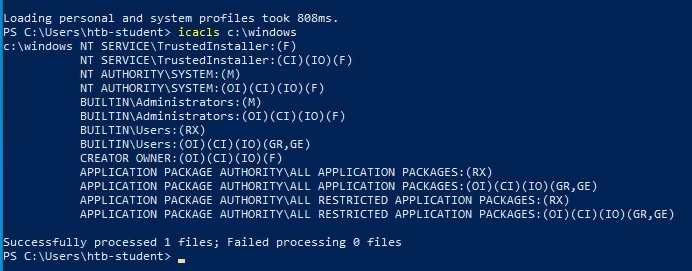 Loading personal and system profiles took 808ms.
PS C:\Users\htb-student> icacls c:\windows
c:\windows NT SERVICE\TrustedInstaller:(F)
           NT SERVICE\TrustedInstaller:(CI)(IO)(F)
           NT AUTHORITY\SYSTEM:(M)
           NT AUTHORITY\SYSTEM:(OI)(CI)(IO)(F)
           BUILTIN\Administrators:(M)
           BUILTIN\Administrators:(OI)(CI)(IO)(F)
           BUILTIN\Users:(RX)
           BUILTIN\Users:(OI)(CI)(IO)(GR,GE)
           CREATOR OWNER:(OI)(CI)(IO)(F)
           APPLICATION PACKAGE AUTHORITY\ALL APPLICATION PACKAGES:(RX)
           APPLICATION PACKAGE AUTHORITY\ALL APPLICATION PACKAGES:(OI)(CI)(IO)(GR,GE)
           APPLICATION PACKAGE AUTHORITY\ALL RESTRICTED APPLICATION PACKAGES:(RX)
           APPLICATION PACKAGE AUTHORITY\ALL RESTRICTED APPLICATION PACKAGES:(OI)(CI)(IO)(GR,GE)

Successfully processed 1 files; Failed processing 0 files
PS C:\Users\htb-student>